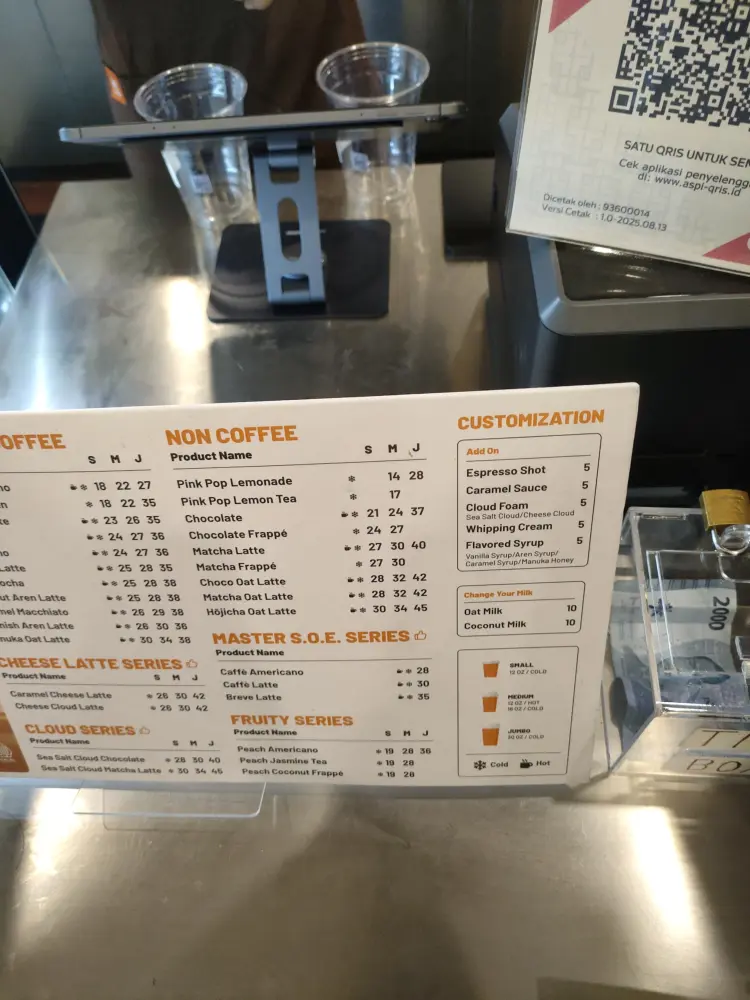 SATU QRIS UNTUK SEM
Cek aplikasi penyelengga
di: www.aspi-qris.id
Dicetak oleh : 93600014
Versi Cetak : 1.0-2025.08.13
OFFEE
S M J
18 22 27
18 22 35
23 26 35
24 27 36
24 27 36
Latte 25 28 35
ocha 25 28 38
ut Aren Latte 25 28 38
mel Macchiato 26 29 38
nish Aren Latte 26 30 36
nuka Oat Latte 30 34 38
CHEESE LATTE SERIES
Product Name S M J
Caramel Cheese Latte 26 30 42
Cheese Cloud Latte 26 30 42
CLOUD SERIES
Product Name S M J
Sea Salt Cloud Chocolate 28 30 40
Sea Salt Cloud Matcha Latte 30 34 45
NON COFFEE
Product Name S M J
Pink Pop Lemonade 14 28
Pink Pop Lemon Tea 17
Chocolate 21 24 37
Chocolate Frappé 24 27
Matcha Latte 27 30 40
Matcha Frappé 27 30
Choco Oat Latte 28 32 42
Matcha Oat Latte 28 32 42
Hōjicha Oat Latte 30 34 45
MASTER S.O.E. SERIES
Product Name
Caffè Americano 28
Caffè Latte 30
Breve Latte 35
FRUITY SERIES
Product Name S M J
Peach Americano 19 28 36
Peach Jasmine Tea 19 28
Peach Coconut Frappé 19 28
CUSTOMIZATION
Add On
Espresso Shot 5
Caramel Sauce 5
Cloud Foam 5
Sea Salt Cloud/Cheese Cloud
Whipping Cream 5
Flavored Syrup 5
Vanilla Syrup/Aren Syrup/
Caramel Syrup/Manuka Honey
Change Your Milk
Oat Milk 10
Coconut Milk 10
SMALL
12 OZ / COLD
MEDIUM
12 OZ / HOT
16 OZ / COLD
JUMBO
30 OZ / COLD
Cold Hot
2000
TI
BO